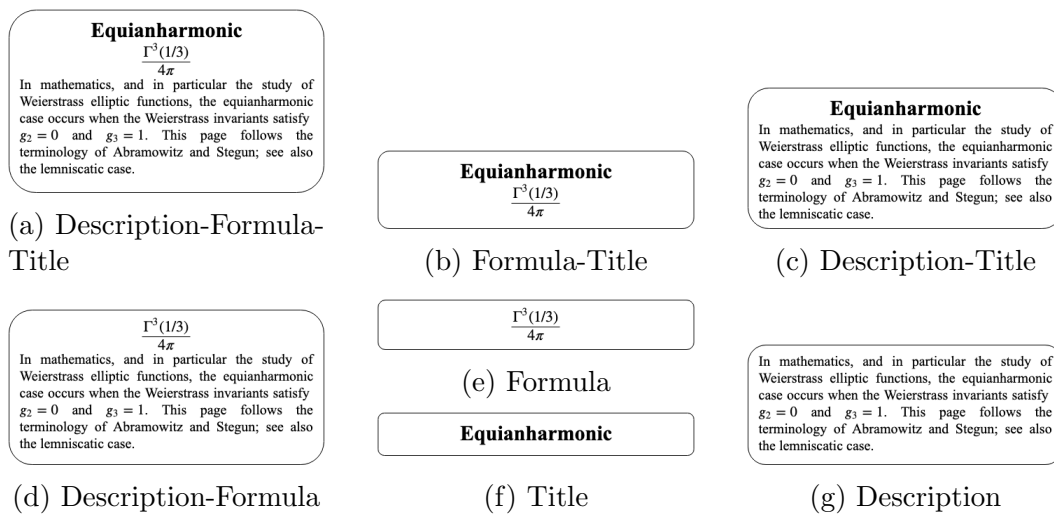 Equianharmonic
Γ³(1/3)
4π
In mathematics, and in particular the study of
Weierstrass elliptic functions, the equianharmonic
case occurs when the Weierstrass invariants satisfy
g₂ = 0 and g₃ = 1. This page follows the
terminology of Abramowitz and Stegun; see also
the lemniscatic case.
(a) Description-Formula-
Title
Equianharmonic
Γ³(1/3)
4π
(b) Formula-Title
Equianharmonic
In mathematics, and in particular the study of
Weierstrass elliptic functions, the equianharmonic
case occurs when the Weierstrass invariants satisfy
g₂ = 0 and g₃ = 1. This page follows the
terminology of Abramowitz and Stegun; see also
the lemniscatic case.
(c) Description-Title
Γ³(1/3)
4π
In mathematics, and in particular the study of
Weierstrass elliptic functions, the equianharmonic
case occurs when the Weierstrass invariants satisfy
g₂ = 0 and g₃ = 1. This page follows the
terminology of Abramowitz and Stegun; see also
the lemniscatic case.
(d) Description-Formula
Γ³(1/3)
4π
(e) Formula
Equianharmonic
(f) Title
In mathematics, and in particular the study of
Weierstrass elliptic functions, the equianharmonic
case occurs when the Weierstrass invariants satisfy
g₂ = 0 and g₃ = 1. This page follows the
terminology of Abramowitz and Stegun; see also
the lemniscatic case.
(g) Description